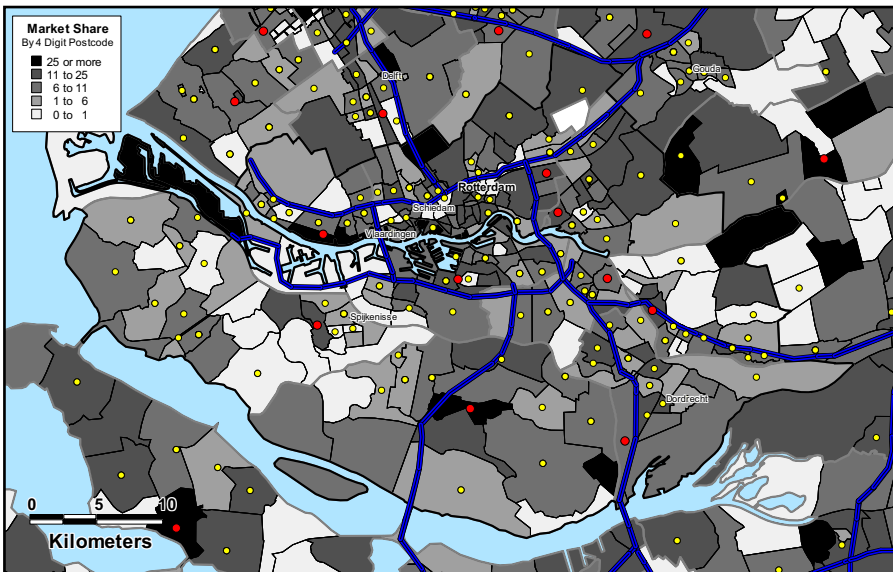 Market Share
By 4 Digit Postcode
25 or more
11 to 25
6 to 11
1 to 6
0 to 1
Delft
Gouda
Rotterdam
Schiedam
Vlaardingen
Spijkenisse
Dordrecht
0 5 10
Kilometers